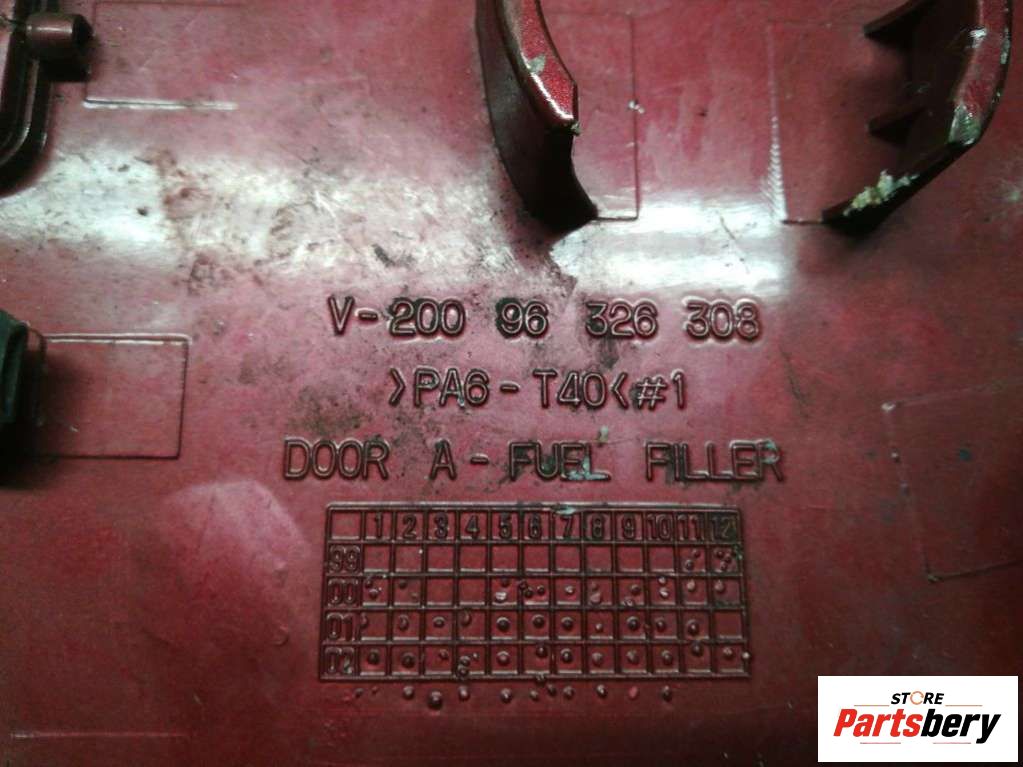 V-200 96 326 308
>PA6-T40<#1
DOOR A-FUEL FILLER
1 2 3 4 5 6 7 8 9 10 11 12
99
00
01
02
STORE
Partsbery